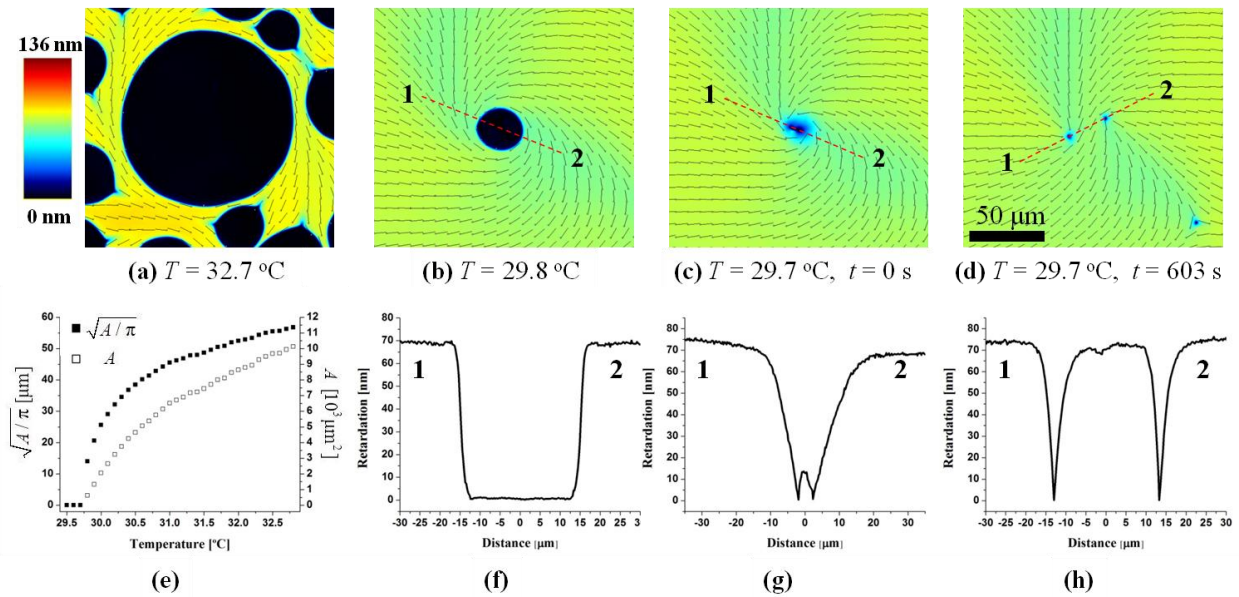 136 nm
0 nm
1
2
1
2
1
2
50 μm
(a) T = 32.7 °C
(b) T = 29.8 °C
(c) T = 29.7 °C, t = 0 s
(d) T = 29.7 °C, t = 603 s
√A/π [μm]
60
50
40
30
20
10
0
■ √A/π
□ A
12
11
10
9
8
7
6
5
4
3
2
1
0
A [10³ μm²]
29.5 30.0 30.5 31.0 31.5 32.0 32.5
Temperature [°C]
(e)
Retardation [nm]
80
70
60
50
40
30
20
10
0
1
2
-30 -25 -20 -15 -10 -5 0 5 10 15 20 25 30
Distance [μm]
(f)
Retardation [nm]
80
70
60
50
40
30
20
10
0
1
2
-30 -20 -10 0 10 20 30
Distance [μm]
(g)
Retardation [nm]
80
70
60
50
40
30
20
10
0
1
2
-30 -25 -20 -15 -10 -5 0 5 10 15 20 25 30
Distance [μm]
(h)